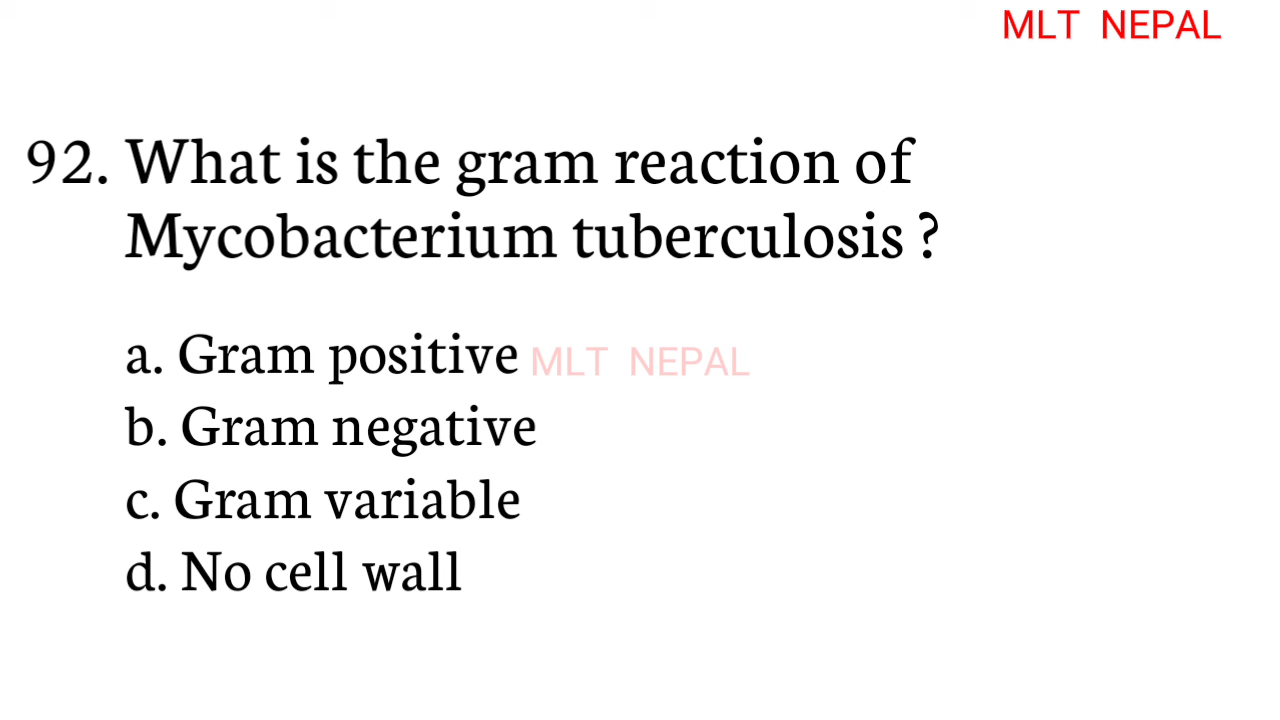 MLT NEPAL
92. What is the gram reaction of
Mycobacterium tuberculosis ?
a. Gram positive
MLT NEPAL
b. Gram negative
c. Gram variable
d. No cell wall